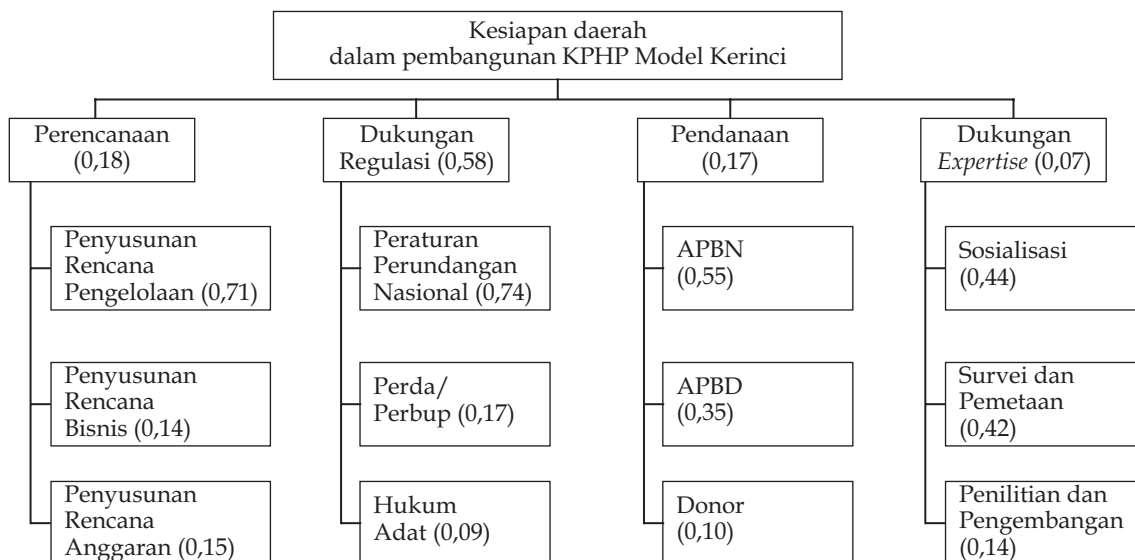 Kesiapan daerah
dalam pembangunan KPHP Model Kerinci
Perencanaan
(0,18)
Dukungan
Regulasi (0,58)
Pendanaan
(0,17)
Dukungan
Expertise (0,07)
Penyusunan
Rencana
Pengelolaan (0,71)
Peraturan
Perundangan
Nasional (0,74)
APBN
(0,55)
Sosialisasi
(0,44)
Penyusunan
Rencana
Bisnis (0,14)
Perda/
Perbup (0,17)
APBD
(0,35)
Survei dan
Pemetaan
(0,42)
Penyusunan
Rencana
Anggaran (0,15)
Hukum
Adat (0,09)
Donor
(0,10)
Penilitian dan
Pengembangan
(0,14)